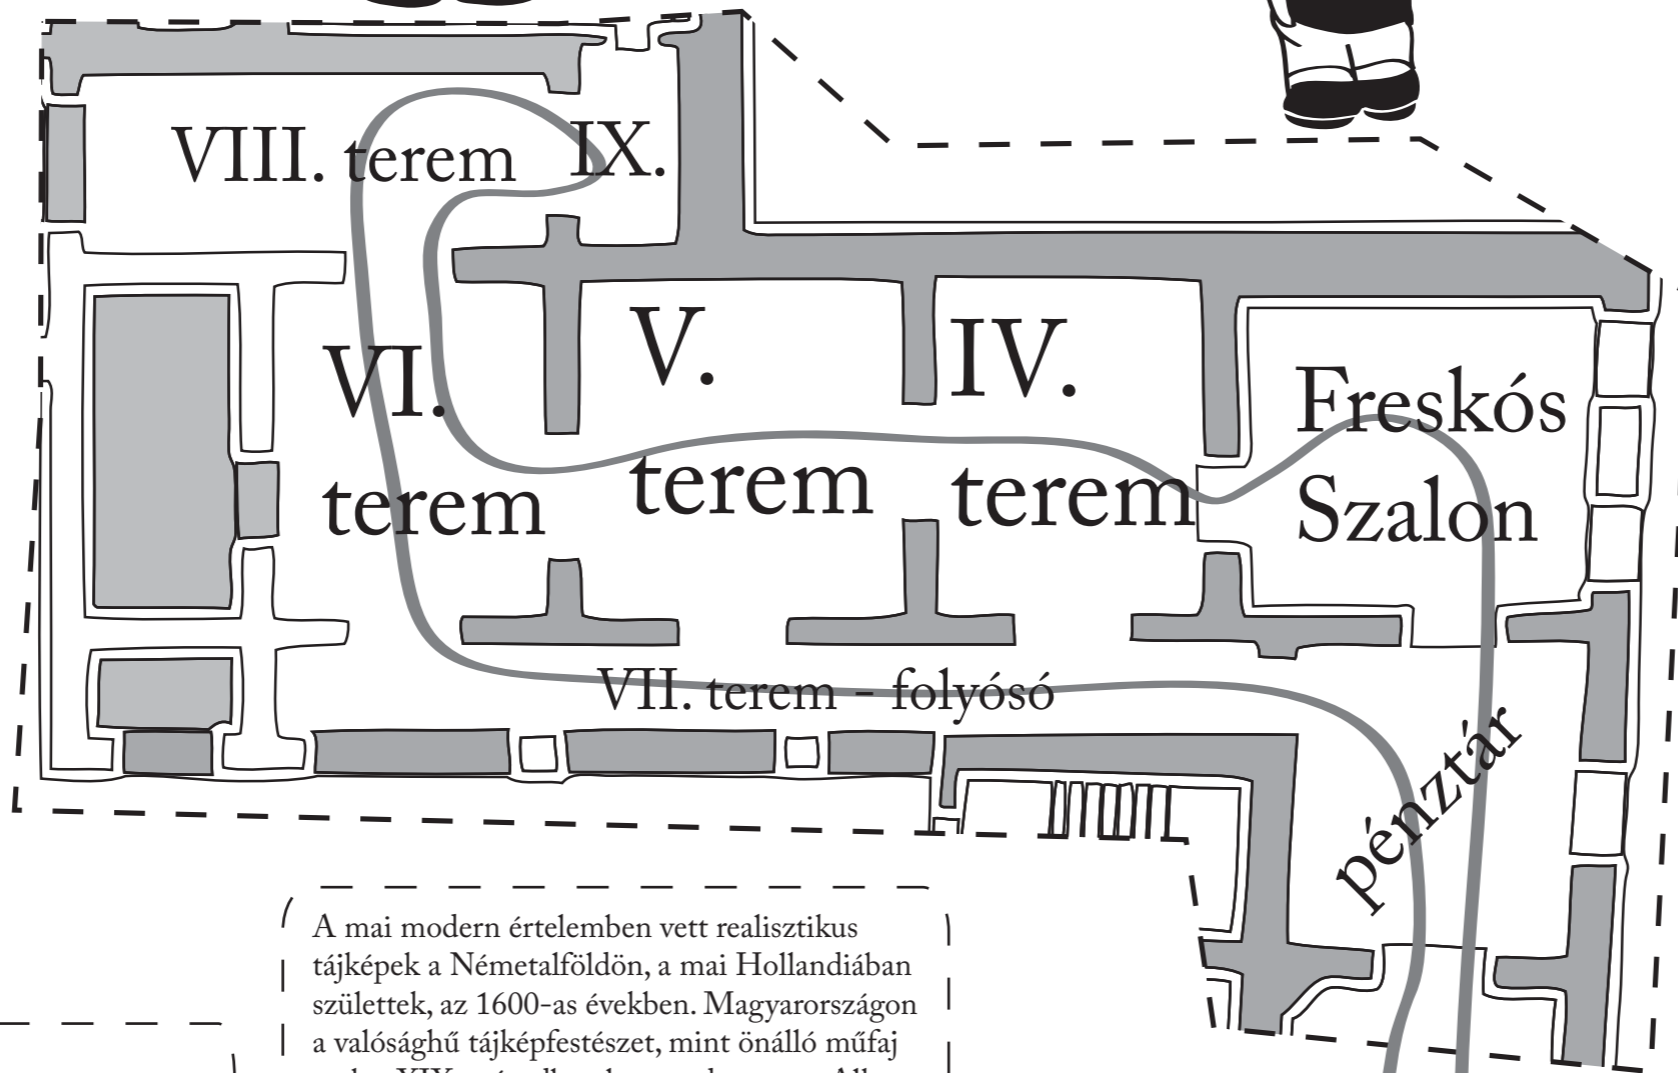 VIII. terem
IX.
VI.
terem
V.
terem
IV.
terem
Freskós
Szalon
VII. terem - folyósó
pénztár
A mai modern értelemben vett realisztikus
tájképek a Németalföldön, a mai Hollandiában
születtek, az 1600-as években. Magyarországon
a valósághű tájképfestészet, mint önálló műfaj